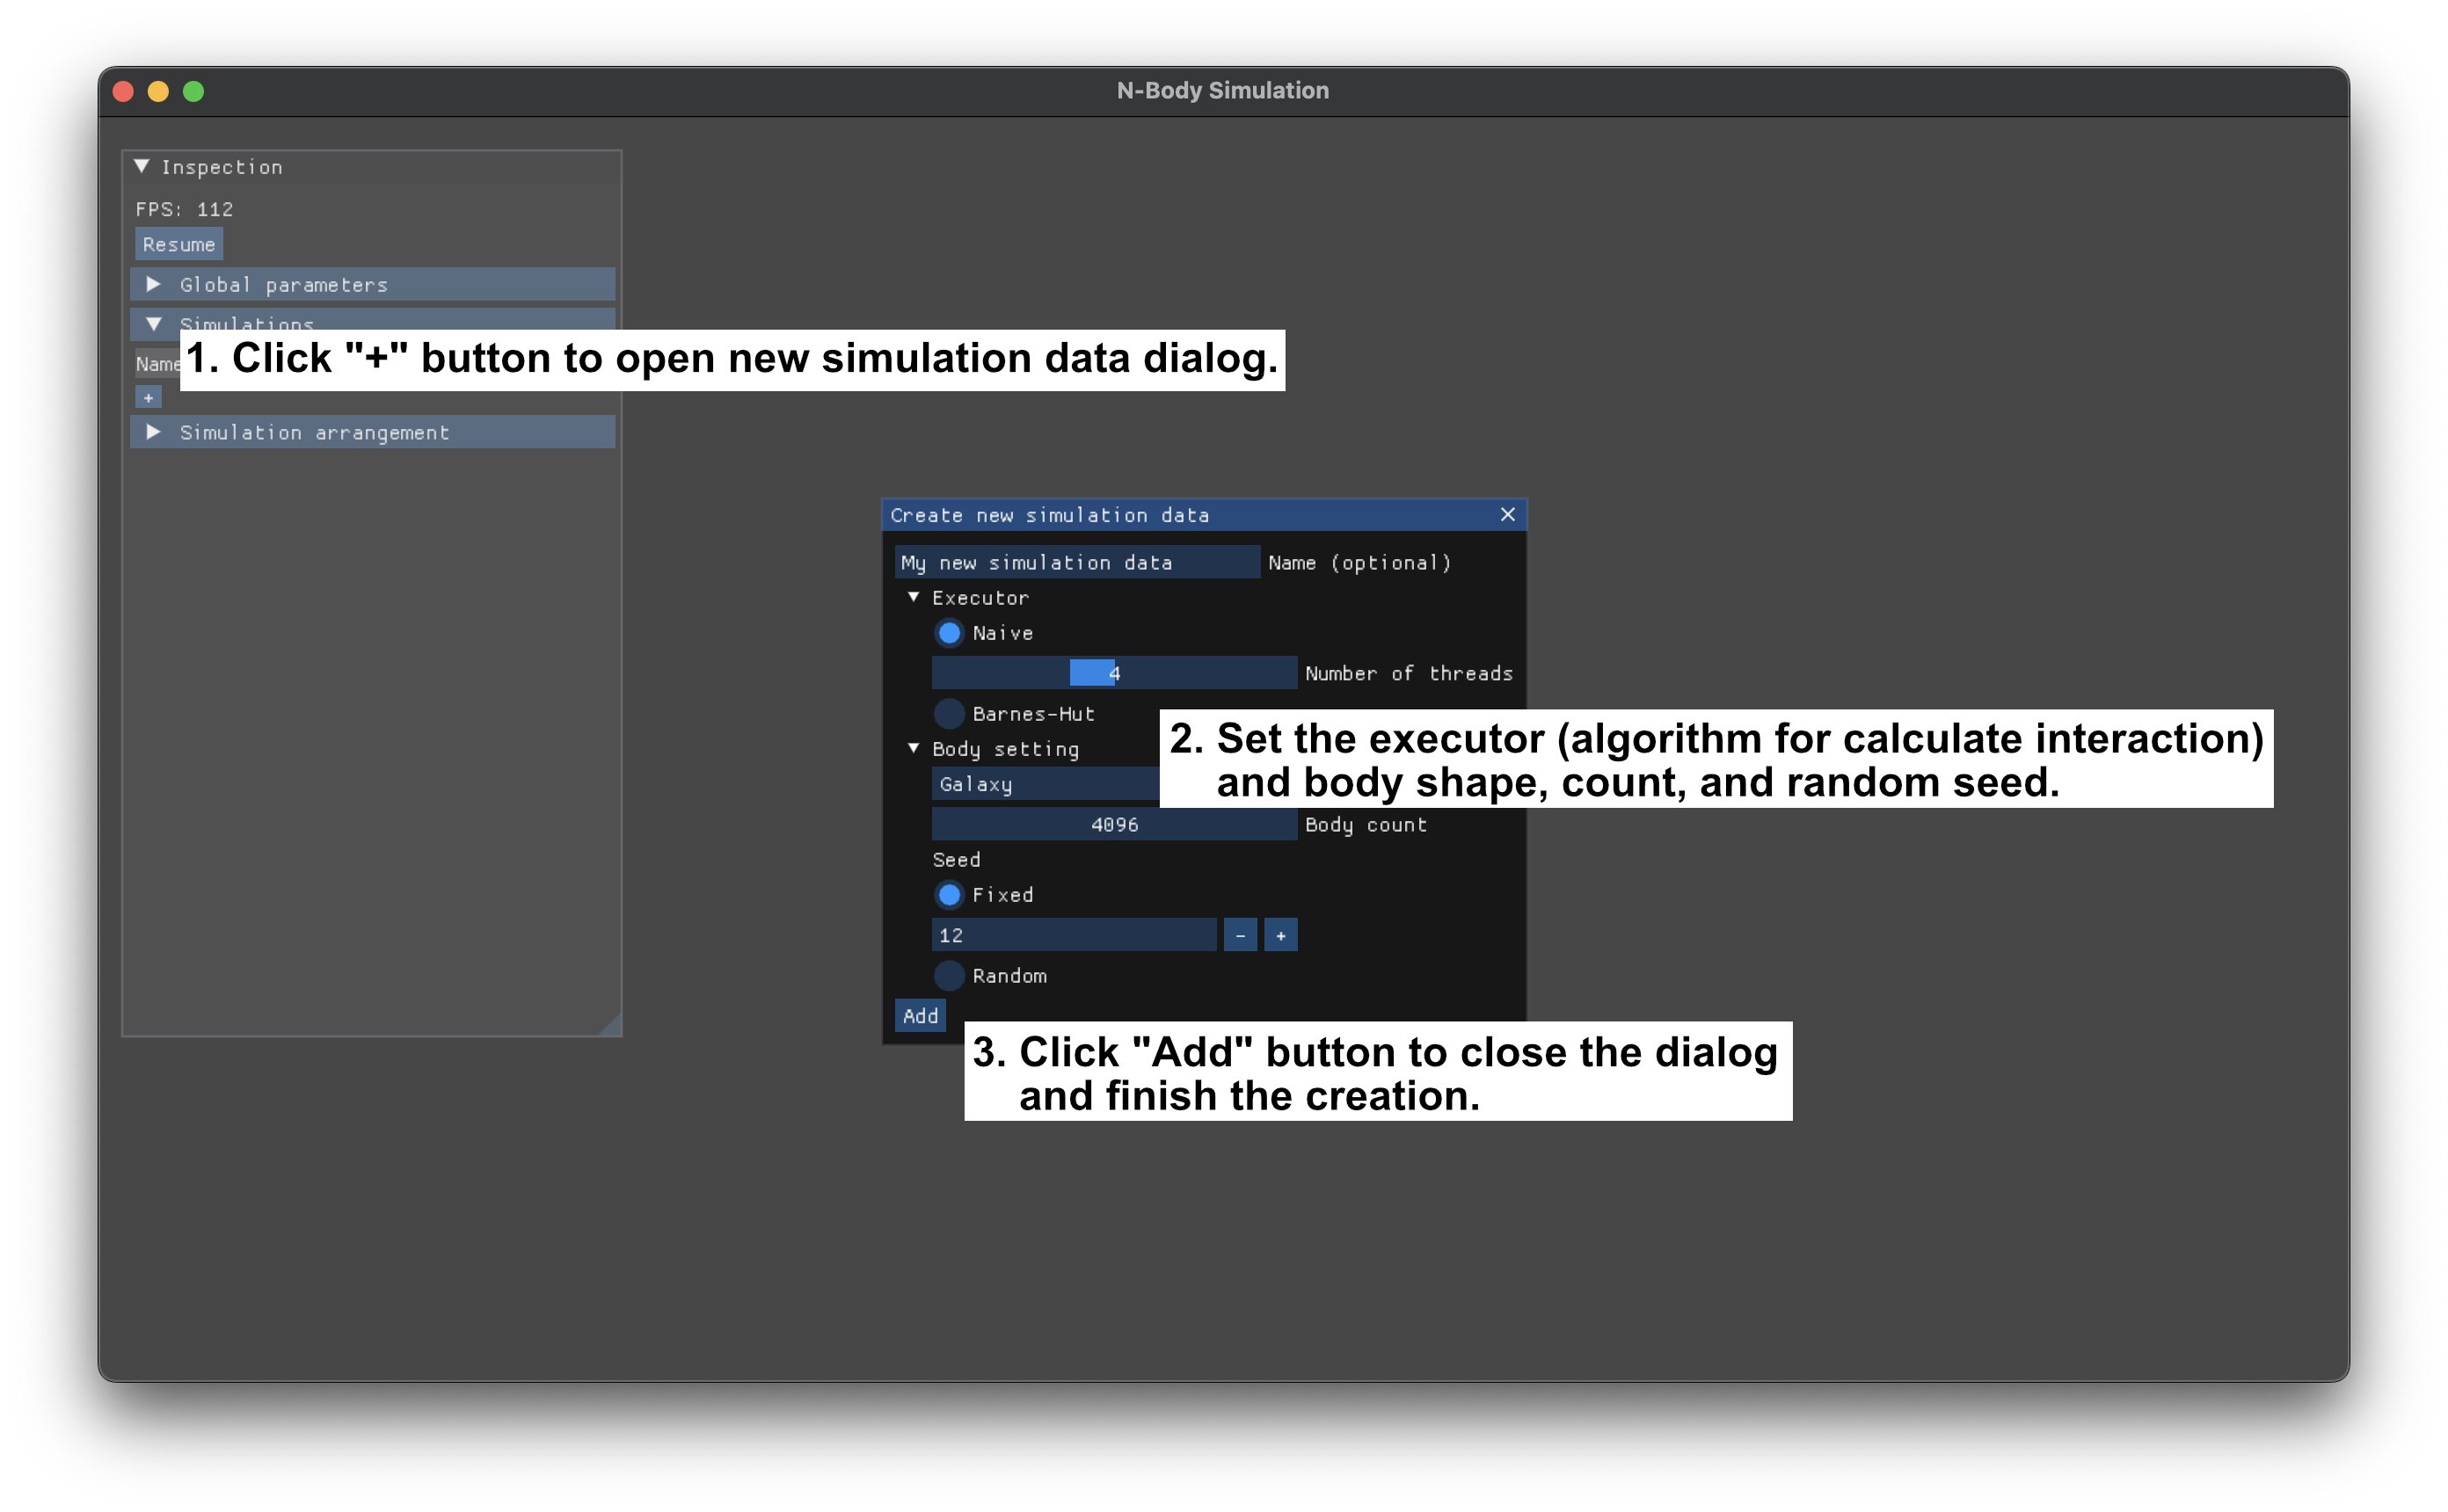 N-Body Simulation
Inspection
FPS: 112
Resume
Global parameters
Simulations
1. Click "+" button to open new simulation data dialog.
Name
+
Simulation arrangement
Create new simulation data
My new simulation data Name (optional)
Executor
Naive
4 Number of threads
Barnes-Hut
2. Set the executor (algorithm for calculate interaction)
and body shape, count, and random seed.
Body setting
Galaxy
4096 Body count
Seed
Fixed
12 - +
Random
Add
3. Click "Add" button to close the dialog
and finish the creation.